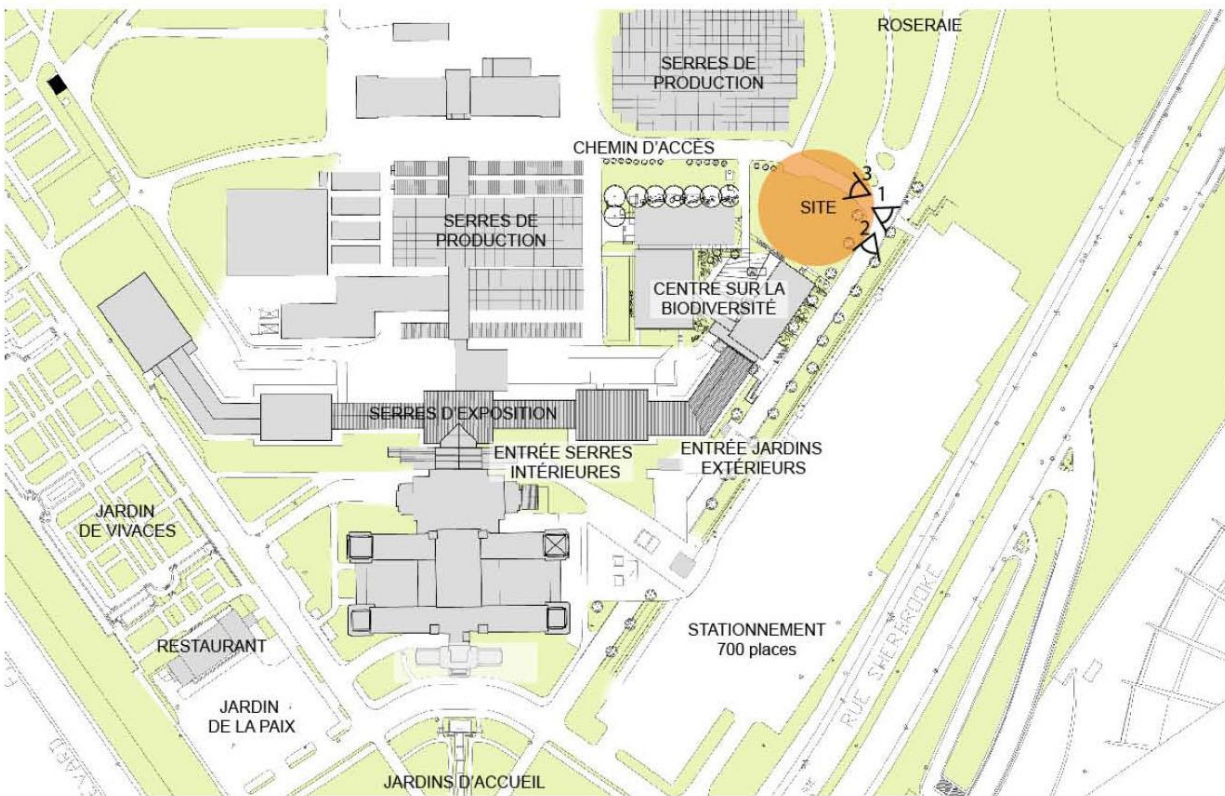 ROSERAIE
SERRES DE
PRODUCTION
CHEMIN D'ACCÈS
3
1
SITE
2
SERRES DE
PRODUCTION
CENTRE SUR LA
BIODIVERSITÉ
SERRES D'EXPOSITION
ENTRÉE SERRES
INTÉRIEURES
ENTRÉE JARDINS
EXTÉRIEURS
JARDIN
DE VIVACES
RESTAURANT
STATIONNEMENT
700 places
RUE SHERBROOKE
JARDIN
DE LA PAIX
JARDINS D'ACCUEIL